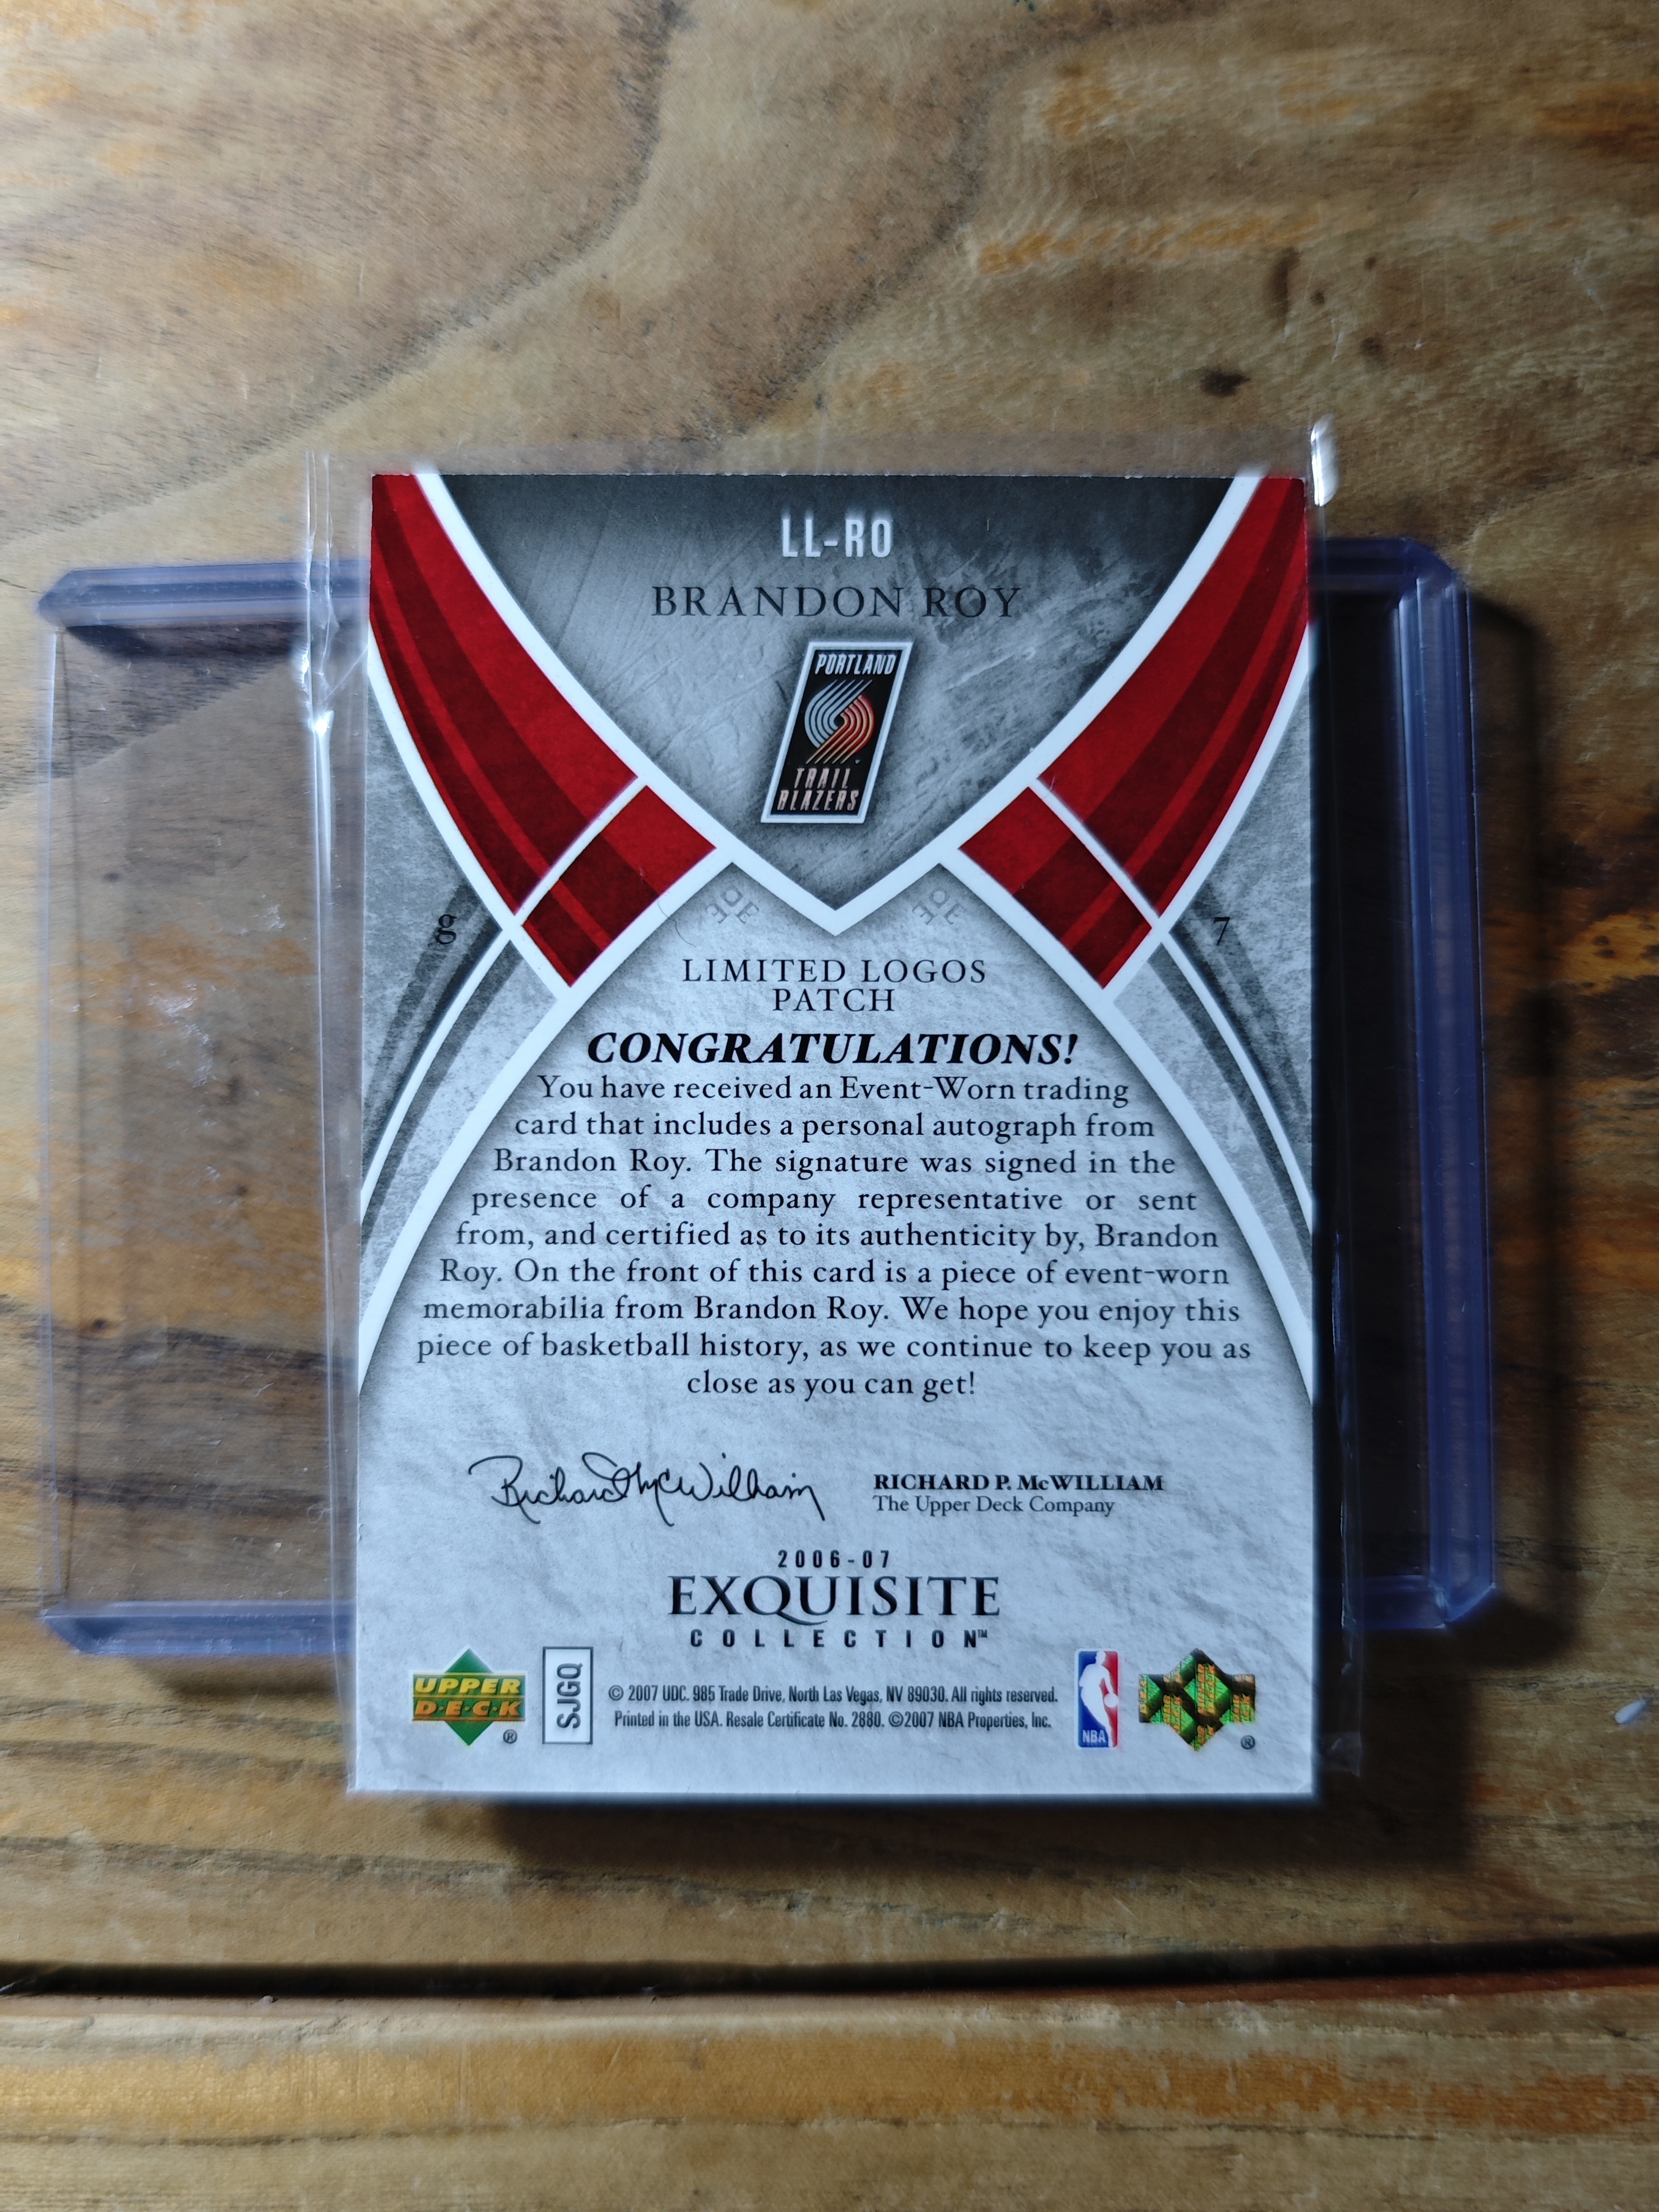 LL-RO
BRANDON ROY
PORTLAND
TRAIL
BLAZERS
g
7
LIMITED LOGOS
PATCH
CONGRATULATIONS!
You have received an Event-Worn trading
card that includes a personal autograph from
Brandon Roy. The signature was signed in the
presence of a company representative or sent
from, and certified as to its authenticity by, Brandon
Roy. On the front of this card is a piece of event-worn
memorabilia from Brandon Roy. We hope you enjoy this
piece of basketball history, as we continue to keep you as
close as you can get!
Richard McWilliam
RICHARD P. McWILLIAM
The Upper Deck Company
2006-07
EXQUISITE
COLLECTION™
UPPER
DECK
®
SJGQ
© 2007 UDC. 985 Trade Drive, North Las Vegas, NV 89030. All rights reserved.
Printed in the USA. Resale Certificate No. 2880. ©2007 NBA Properties, Inc.
NBA
®